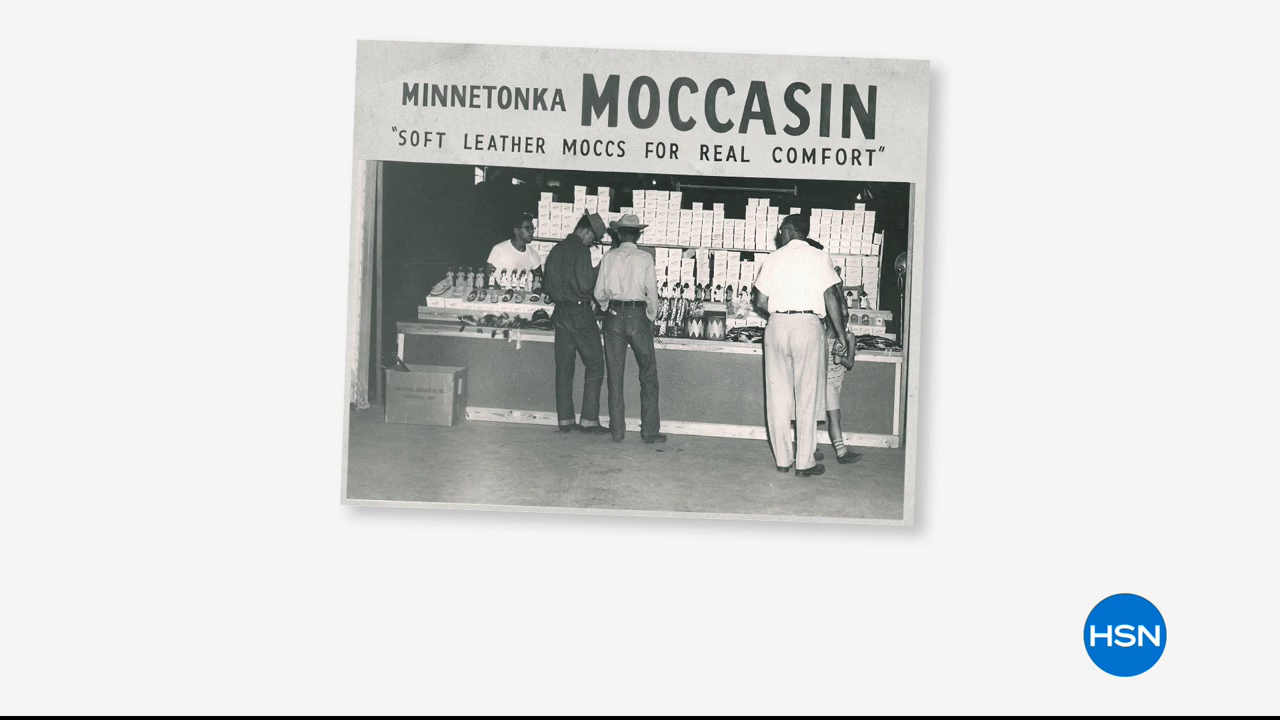 MINNETONKA MOCCASIN
"SOFT LEATHER MOCCS FOR REAL COMFORT"
HSN